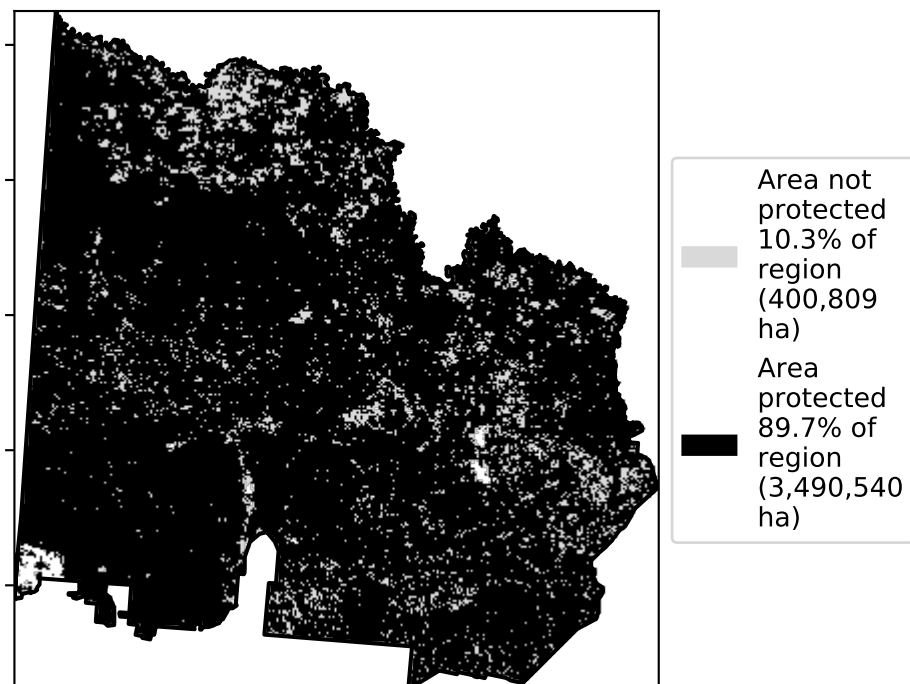 Area not
protected
10.3% of
region
(400,809
ha)
Area
protected
89.7% of
region
(3,490,540
ha)